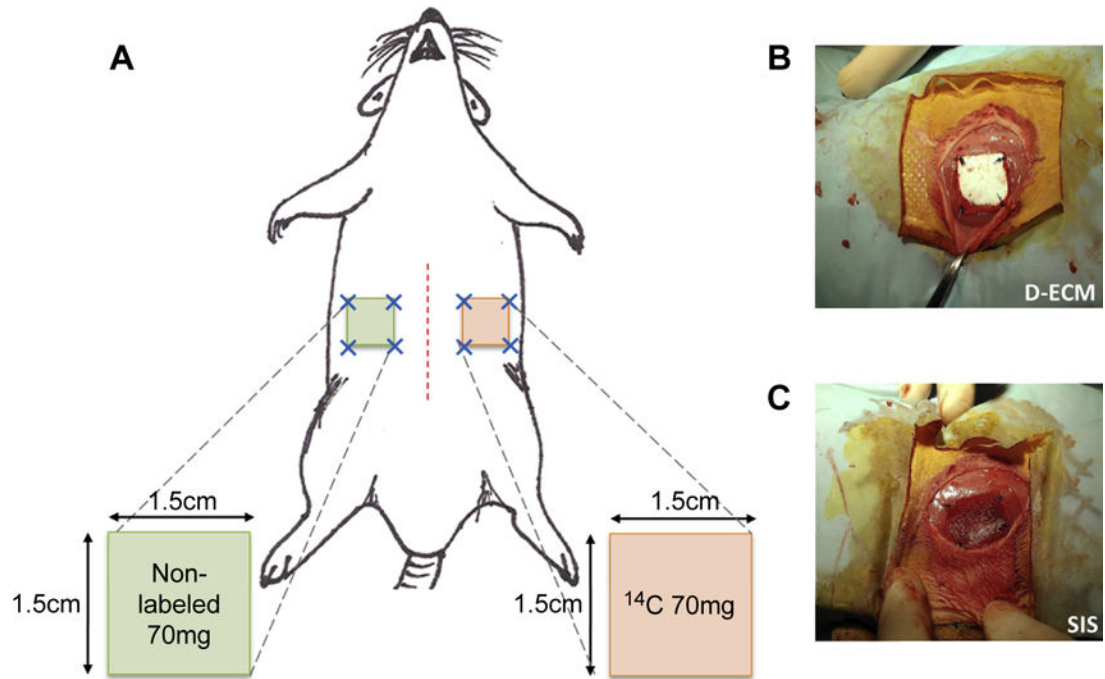 A
B
D-ECM
C
SIS
1.5cm
1.5cm
Non-
labeled
70mg
1.5cm
1.5cm
¹⁴C 70mg